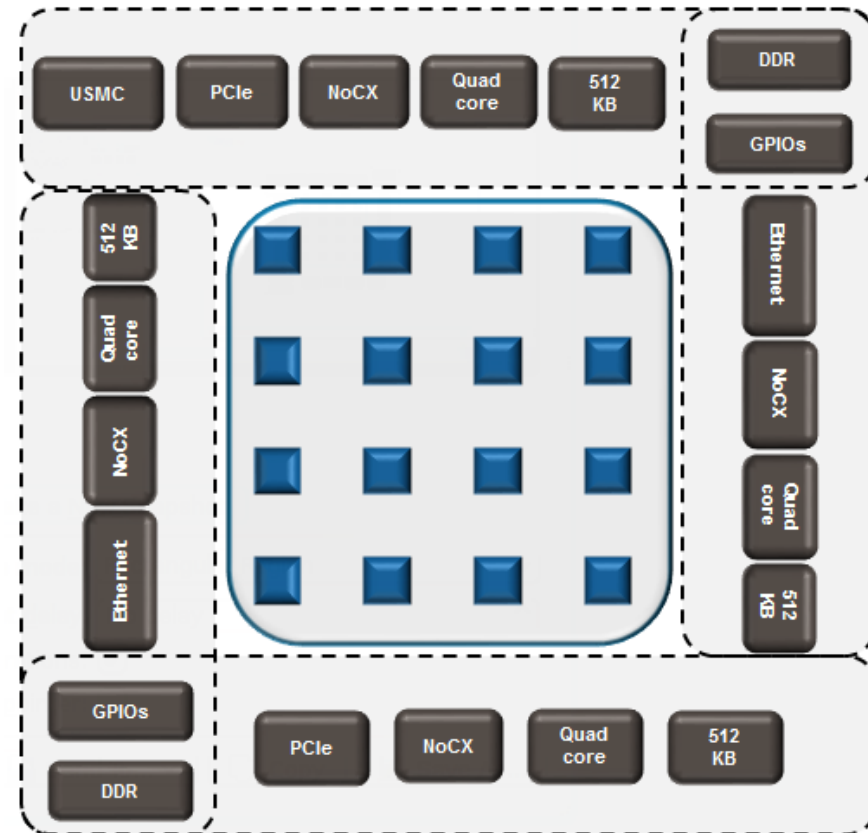 USMC
PCIe
NoCX
Quad
core
512
KB
DDR
GPIOs
512
KB
Quad
core
NoCX
Ethernet
Ethernet
NoCX
Quad
core
512
KB
GPIOs
DDR
PCIe
NoCX
Quad
core
512
KB